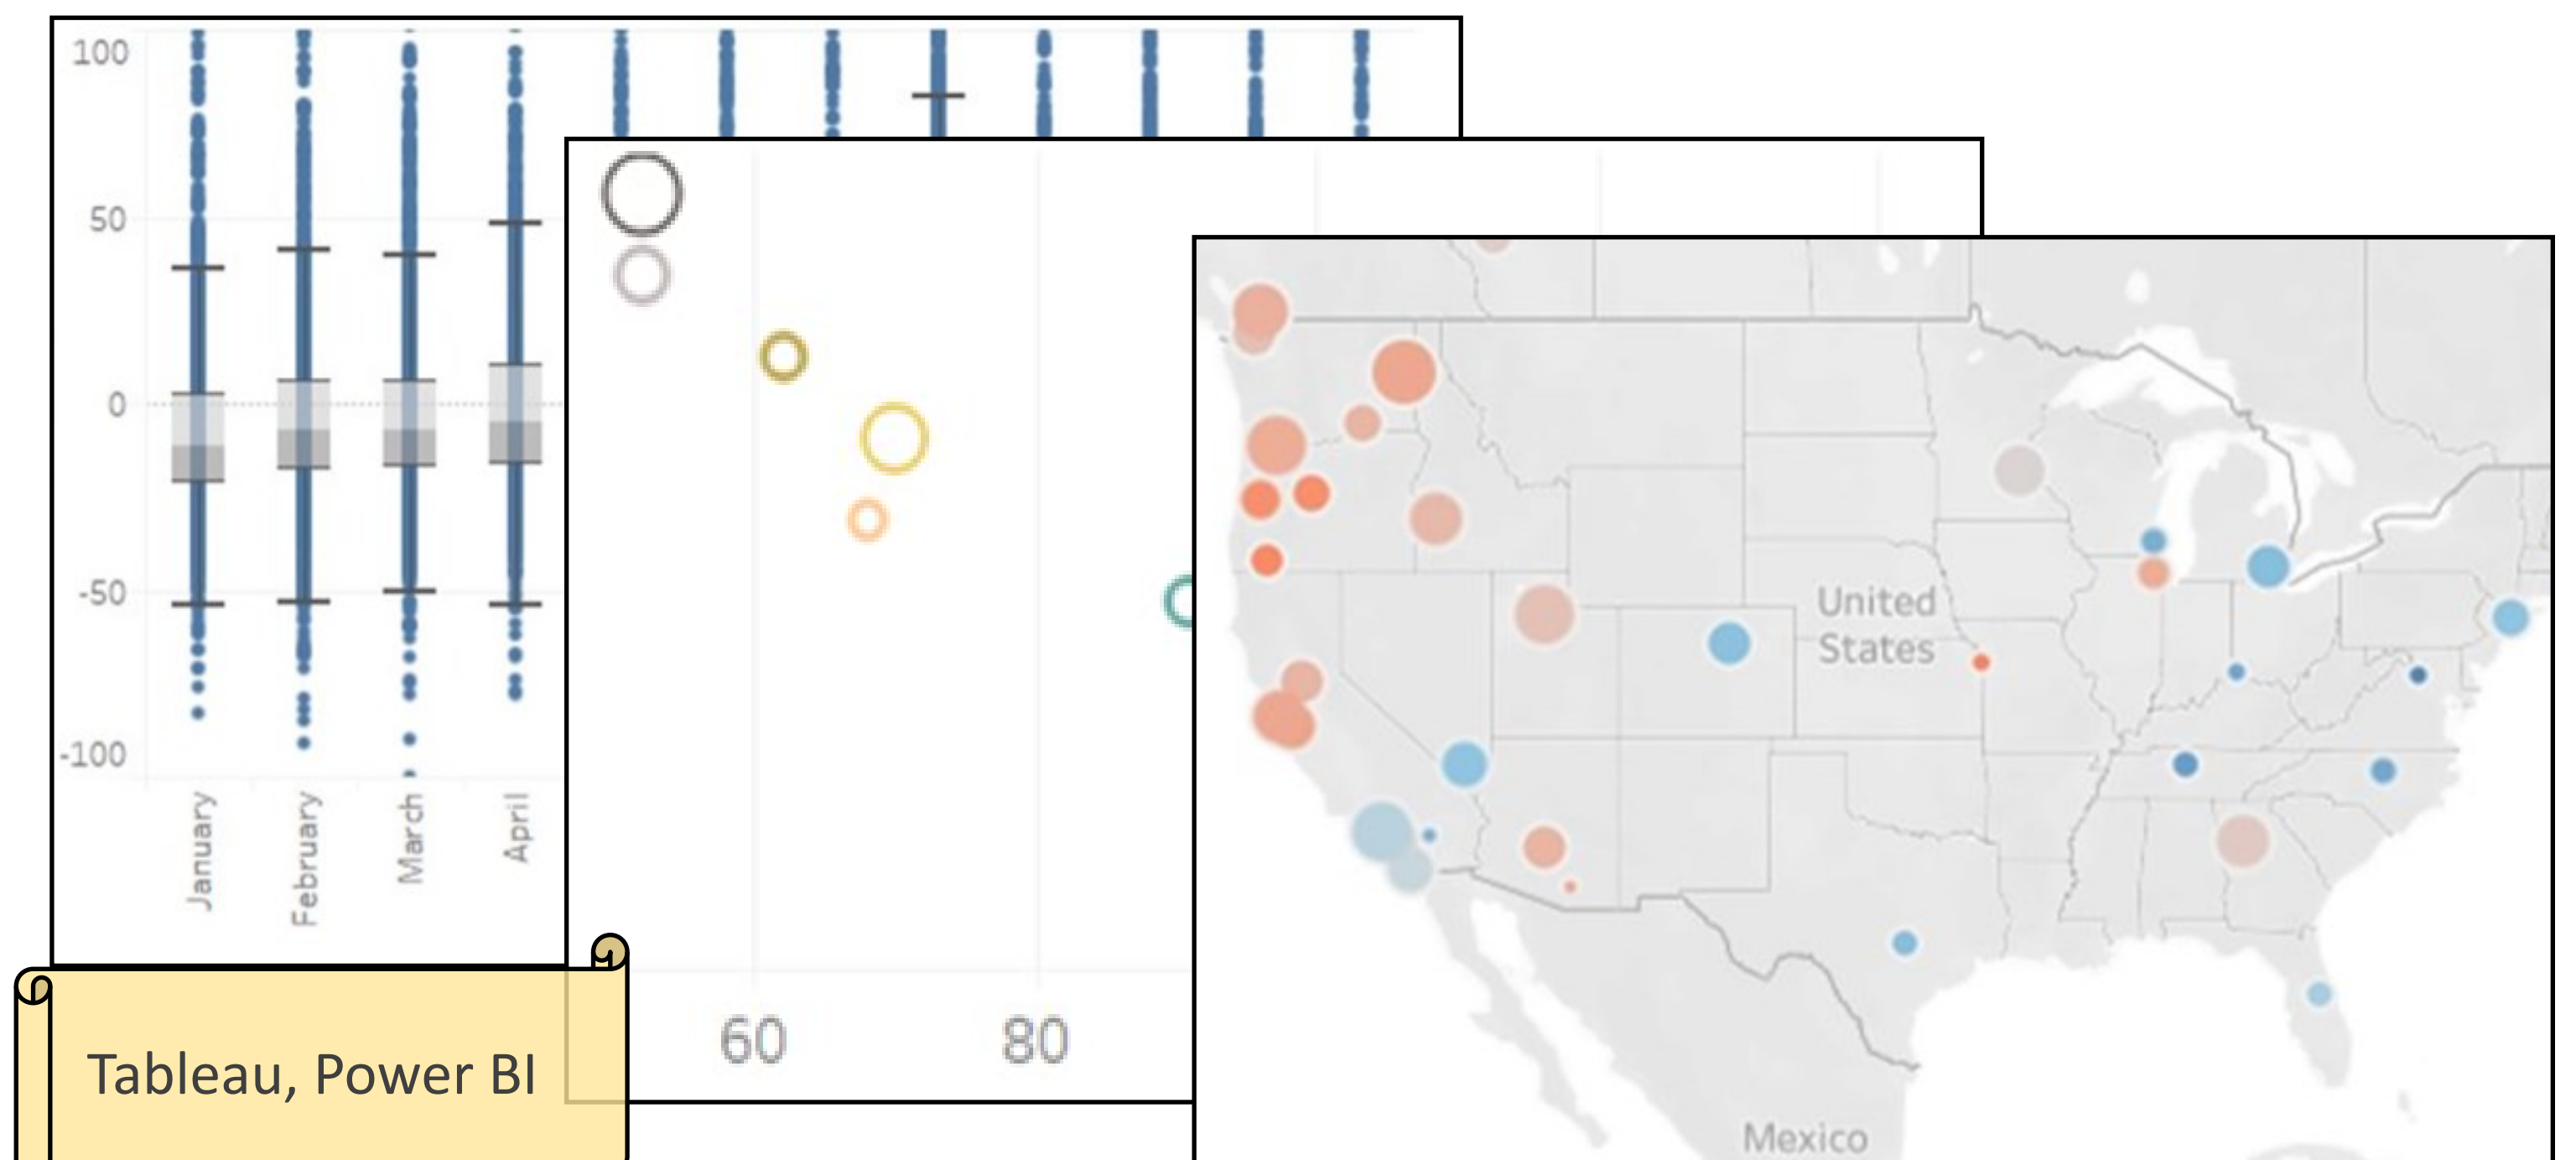 100
50
0
-50
-100
January
February
March
April
60
80
United
States
Mexico
Tableau, Power BI